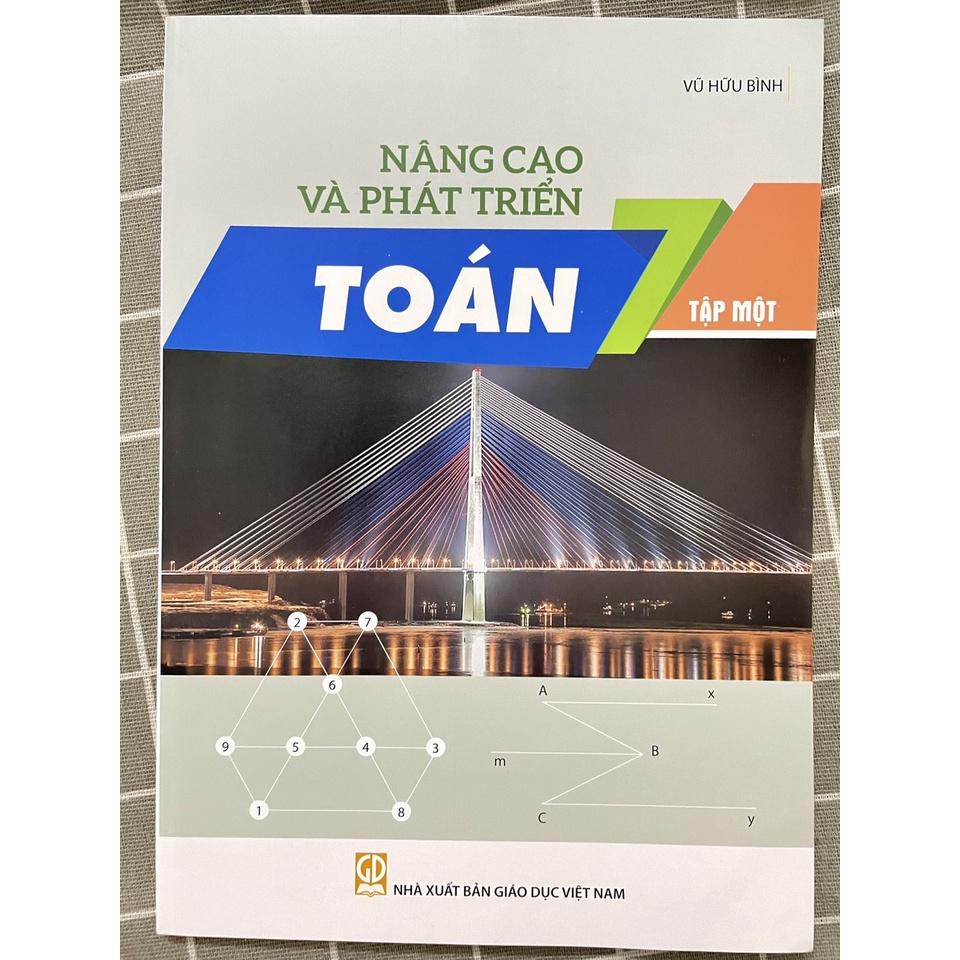 VŨ HỮU BÌNH
NÂNG CAO
VÀ PHÁT TRIỂN
TOÁN 7
TẬP MỘT
2 7
6
9 5 4 3
1 8
A x
m B
C y
GD
NHÀ XUẤT BẢN GIÁO DỤC VIỆT NAM